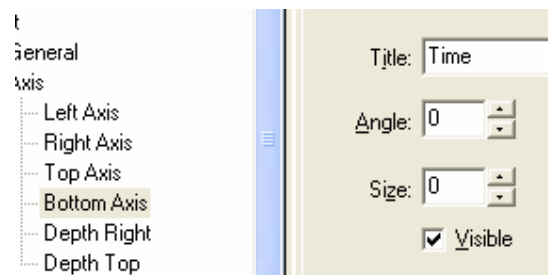 t
General
Axis
Left Axis
Right Axis
Top Axis
Bottom Axis
Depth Right
Depth Top
Title: Time
Angle: 0
Size: 0
Visible